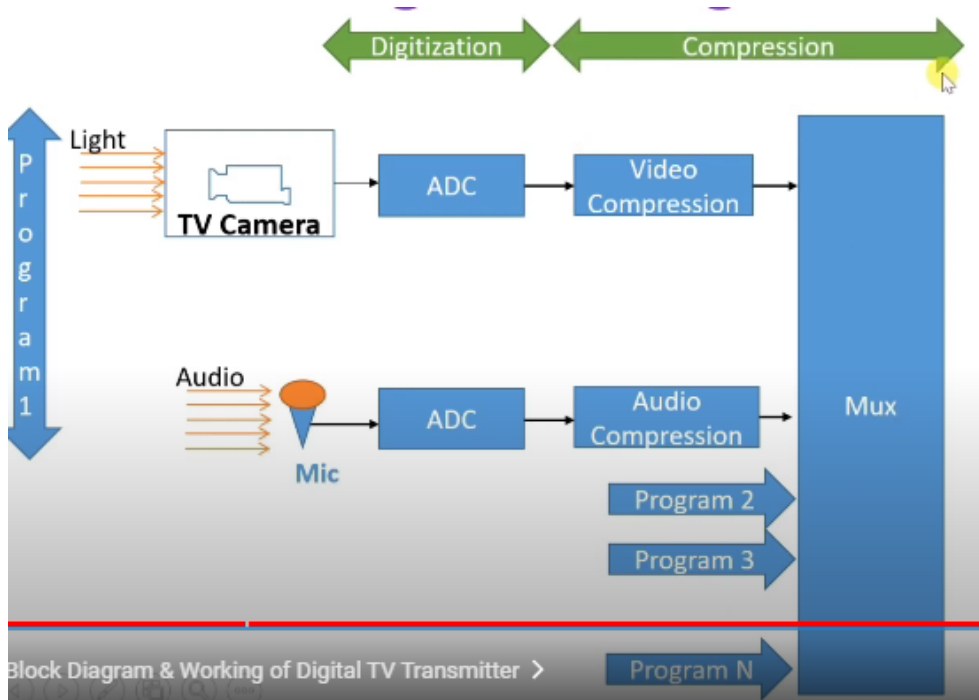 Digitization
Compression
Program1
Light
TV Camera
ADC
Video
Compression
Audio
Mic
ADC
Audio
Compression
Mux
Program 2
Program 3
Block Diagram & Working of Digital TV Transmitter
Program N